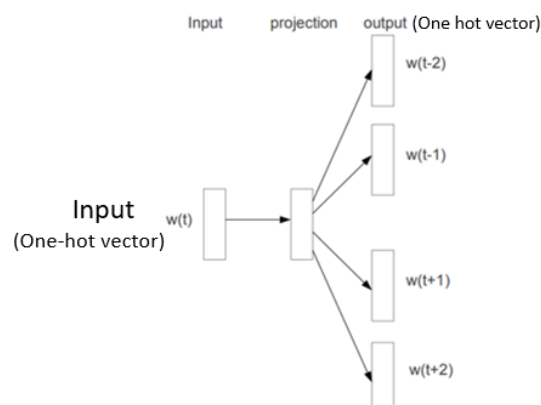 Input projection output (One hot vector)
w(t-2)
w(t-1)
Input
(One-hot vector)
w(t)
w(t+1)
w(t+2)